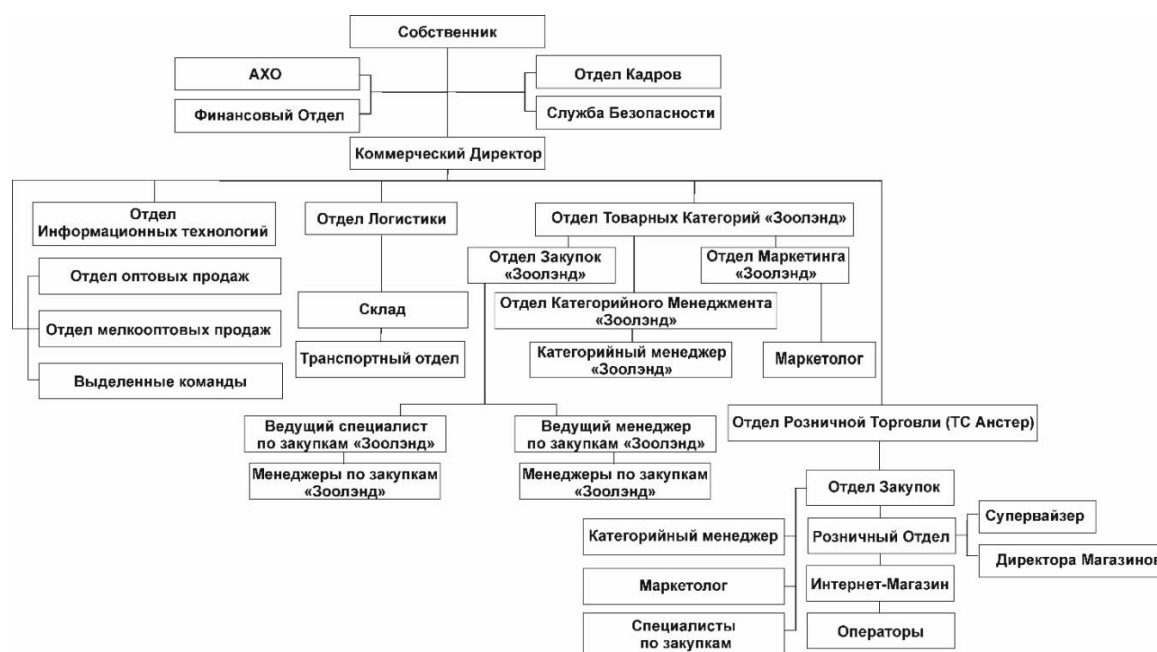 Собственник
АХО
Отдел Кадров
Финансовый Отдел
Служба Безопасности
Коммерческий Директор
Отдел
Информационных технологий
Отдел Логистики
Отдел Товарных Категорий «Зоолэнд»
Отдел Закупок
«Зоолэнд»
Отдел Маркетинга
«Зоолэнд»
Отдел оптовых продаж
Склад
Отдел Категорийного Менеджмента
«Зоолэнд»
Отдел мелкооптовых продаж
Транспортный отдел
Категорийный менеджер
«Зоолэнд»
Маркетолог
Выделенные команды
Ведущий специалист
по закупкам «Зоолэнд»
Ведущий менеджер
по закупкам «Зоолэнд»
Отдел Розничной Торговли (ТС Анстер)
Менеджеры по закупкам
«Зоолэнд»
Менеджеры по закупкам
«Зоолэнд»
Отдел Закупок
Супервайзер
Категорийный менеджер
Розничный Отдел
Директора Магазинов
Маркетолог
Интернет-Магазин
Специалисты
по закупкам
Операторы